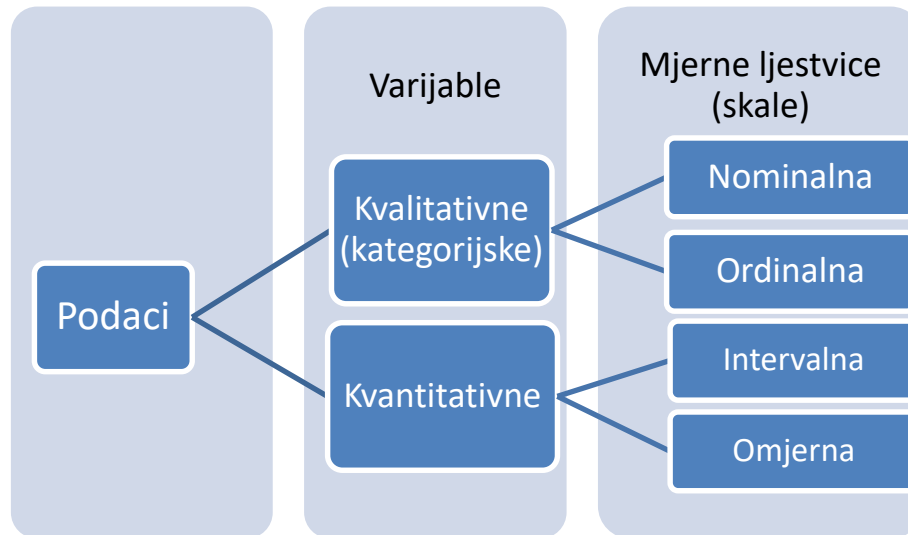 Varijable
Mjerne ljestvice
(skale)
Podaci
Kvalitativne
(kategorijske)
Kvantitativne
Nominalna
Ordinalna
Intervalna
Omjerna